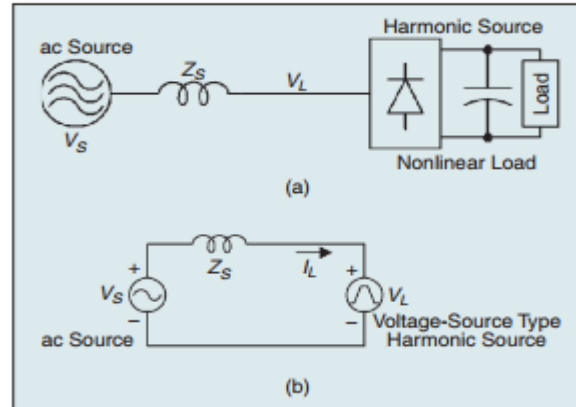 ac Source
Harmonic Source
Z_S
V_L
Load
V_S
Nonlinear Load
(a)
+
Z_S
I_L
+
V_S
V_L
−
−
Voltage-Source Type
ac Source
Harmonic Source
(b)